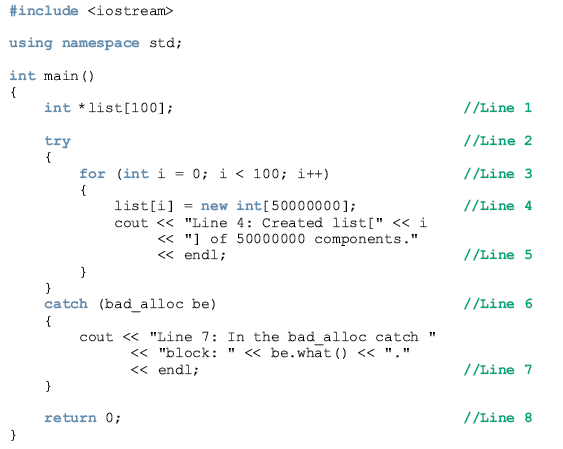 #include <iostream>
using namespace std;
int main()
{
    int *list[100];                                 //Line 1
    try                                             //Line 2
    {
        for (int i = 0; i < 100; i++)               //Line 3
        {
            list[i] = new int[50000000];            //Line 4
            cout << "Line 4: Created list[" << i
                 << "] of 50000000 components."
                 << endl;                           //Line 5
        }
    }
    catch (bad_alloc be)                            //Line 6
    {
        cout << "Line 7: In the bad_alloc catch "
              << "block: " << be.what() << "."
              << endl;                              //Line 7
    }
    return 0;                                       //Line 8
}